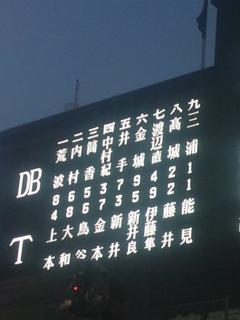 DB
T
一荒波84上本
二内村68大和
三筒香56鳥谷
四中村紀37金本
五井手73新井
六金城95新井良
七渡辺直49伊藤隼
八高城22藤井
九三浦11能見